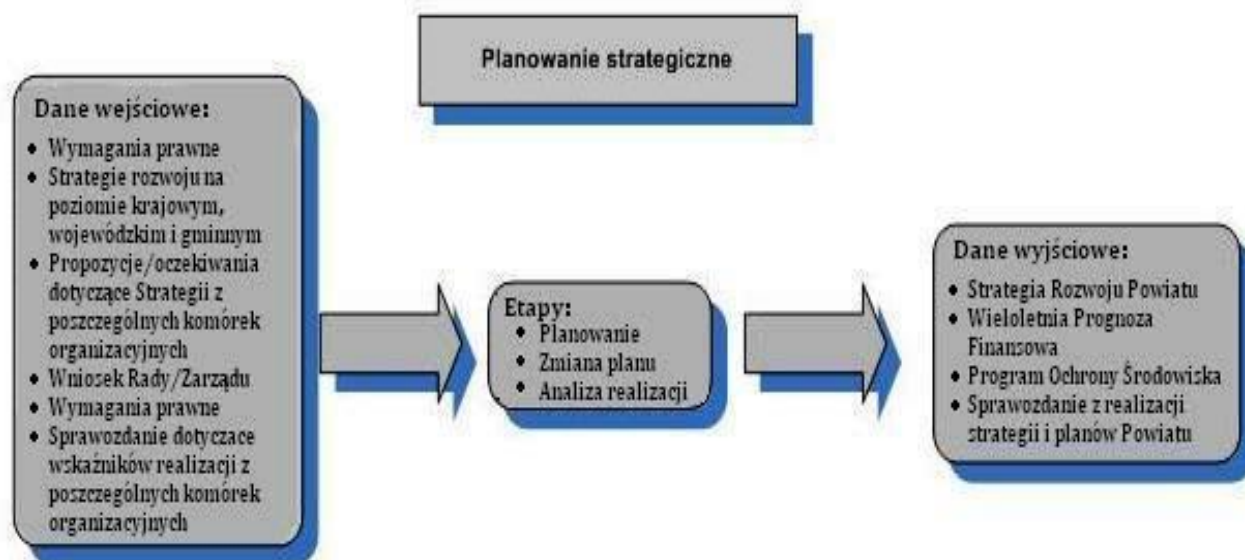 Planowanie strategiczne
Dane wejściowe:
• Wymagania prawne
• Strategie rozwoju na
poziomie krajowym,
wojewódzkim i gminnym
• Propozycje/oczekiwania
dotyczące Strategii z
poszczególnych komórek
organizacyjnych
• Wniosek Rady/Zarządu
• Wymagania prawne
• Sprawozdanie dotyczace
wskaźników realizacji z
poszczególnych komórek
organizacyjnych
Etapy:
• Planowanie
• Zmiana planu
• Analiza realizacji
Dane wyjściowe:
• Strategia Rozwoju Powiatu
• Wieloletnia Prognoza
Finansowa
• Program Ochrony Środowiska
• Sprawozdanie z realizacji
strategii i planów Powiatu